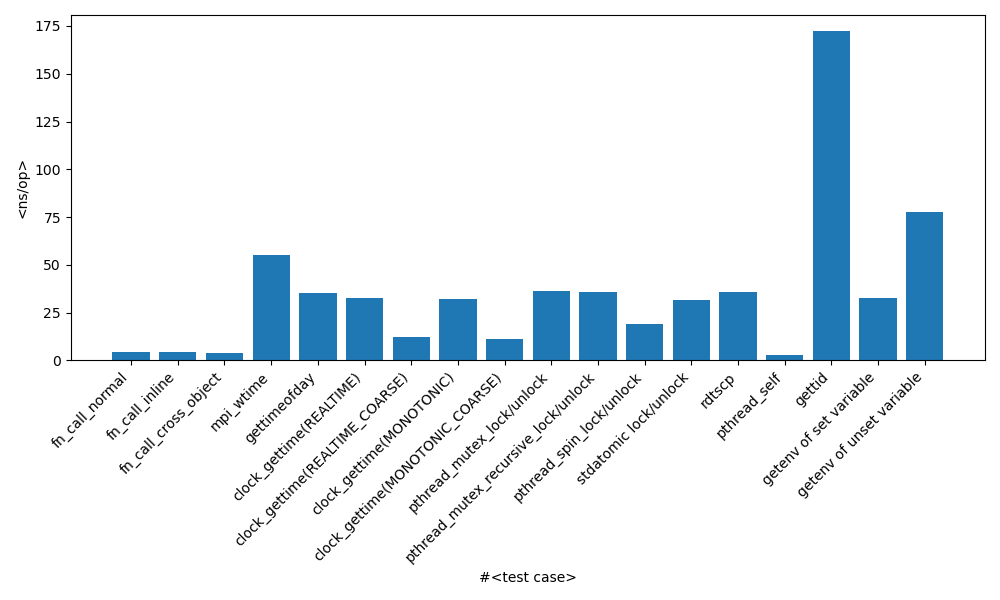 <ns/op>
175
150
125
100
75
50
25
0
fn_call_normal
fn_call_inline
fn_call_cross_object
mpi_wtime
gettimeofday
clock_gettime(REALTIME)
clock_gettime(REALTIME_COARSE)
clock_gettime(MONOTONIC)
clock_gettime(MONOTONIC_COARSE)
pthread_mutex_lock/unlock
pthread_mutex_recursive_lock/unlock
pthread_spin_lock/unlock
stdatomic lock/unlock
rdtscp
pthread_self
gettid
getenv of set variable
getenv of unset variable
#<test case>